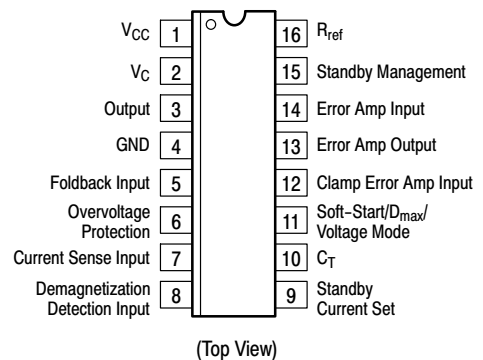 V_CC 1
V_C 2
Output 3
GND 4
Foldback Input 5
Overvoltage
Protection 6
Current Sense Input 7
Demagnetization
Detection Input 8
16 R_ref
15 Standby Management
14 Error Amp Input
13 Error Amp Output
12 Clamp Error Amp Input
11 Soft-Start/D_max/
Voltage Mode
10 C_T
9 Standby
Current Set
(Top View)